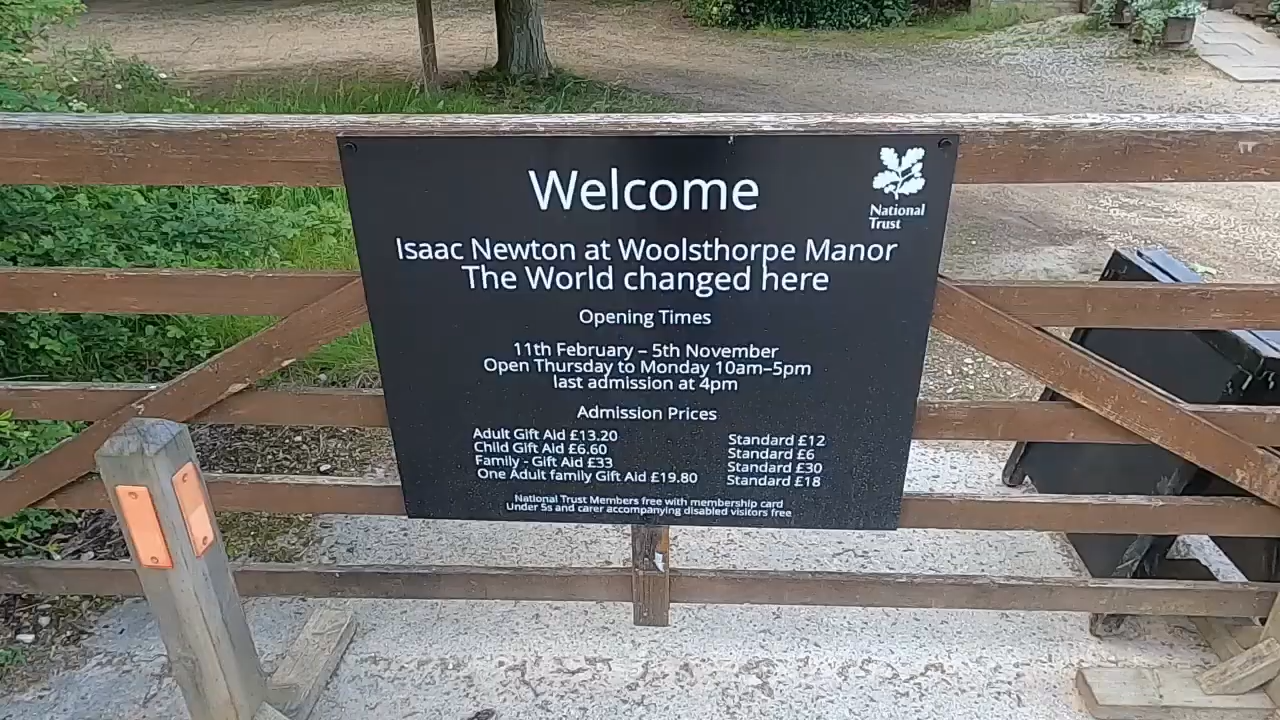 Welcome
National
Trust
Isaac Newton at Woolsthorpe Manor
The World changed here
Opening Times
11th February – 5th November
Open Thursday to Monday 10am–5pm
last admission at 4pm
Admission Prices
Adult Gift Aid £13.20 Standard £12
Child Gift Aid £6.60 Standard £6
Family - Gift Aid £33 Standard £30
One Adult family Gift Aid £19.80 Standard £18
National Trust Members free with membership card
Under 5s and carer accompanying disabled visitors free